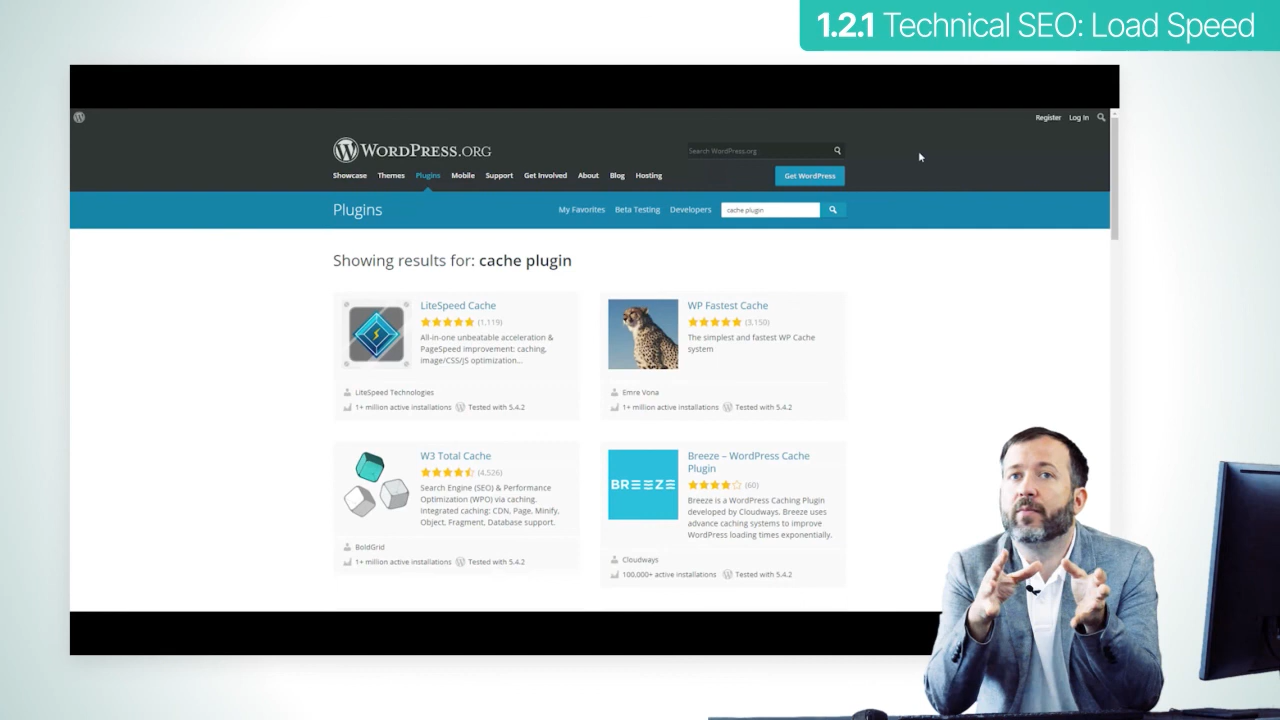 1.2.1 Technical SEO: Load Speed
Register Log In
WORDPRESS.ORG
Search WordPress.org
Showcase Themes Plugins Mobile Support Get Involved About Blog Hosting
Get WordPress
Plugins
My Favorites Beta Testing Developers
cache plugin
Showing results for: cache plugin
LiteSpeed Cache
(1,119)
All-in-one unbeatable acceleration &
PageSpeed improvement: caching,
image/CSS/JS optimization...
LiteSpeed Technologies
1+ million active installations Tested with 5.4.2
WP Fastest Cache
(3,150)
The simplest and fastest WP Cache
system
Emre Vona
1+ million active installations Tested with 5.4.2
W3 Total Cache
(4,526)
Search Engine (SEO) & Performance
Optimization (WPO) via caching.
Integrated caching: CDN, Page, Minify,
Object, Fragment, Database support.
BoldGrid
1+ million active installations Tested with 5.4.2
BREEZE
Breeze – WordPress Cache
Plugin
(60)
Breeze is a WordPress Caching Plugin
developed by Cloudways. Breeze uses
advance caching systems to improve
WordPress loading times exponentially.
Cloudways
100,000+ active installations Tested with 5.4.2